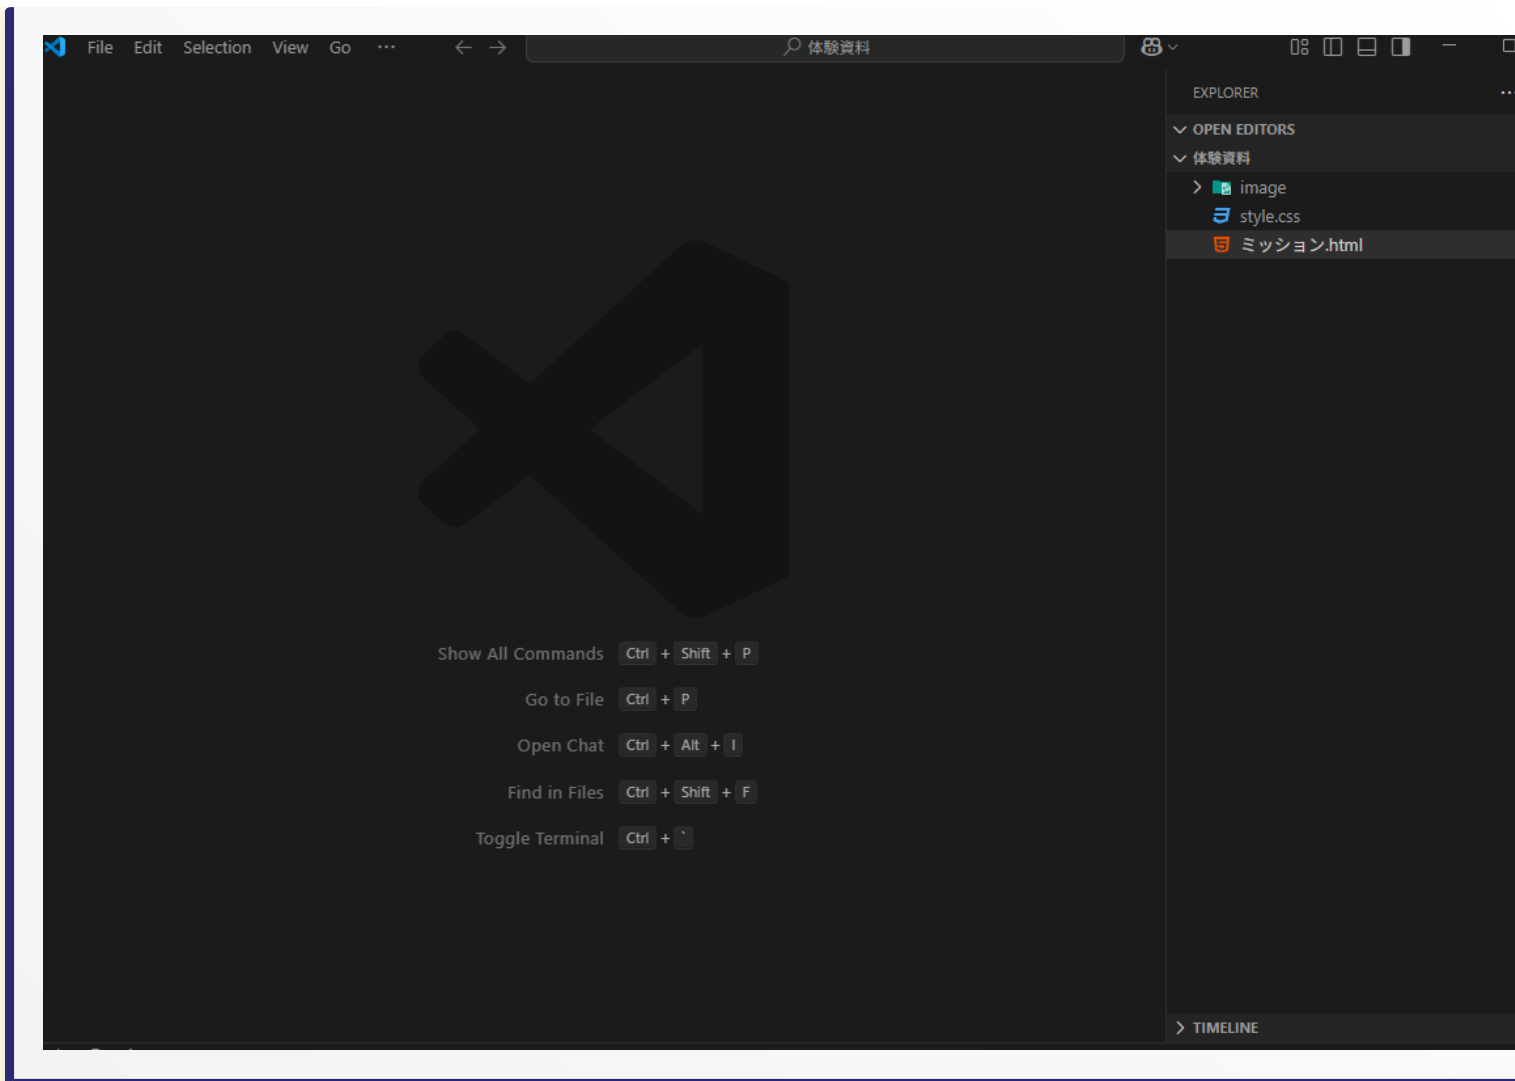 File Edit Selection View Go ··· 体験資料
EXPLORER ···
OPEN EDITORS
体験資料
image
style.css
ミッション.html
Show All Commands Ctrl + Shift + P
Go to File Ctrl + P
Open Chat Ctrl + Alt + I
Find in Files Ctrl + Shift + F
Toggle Terminal Ctrl + `
TIMELINE